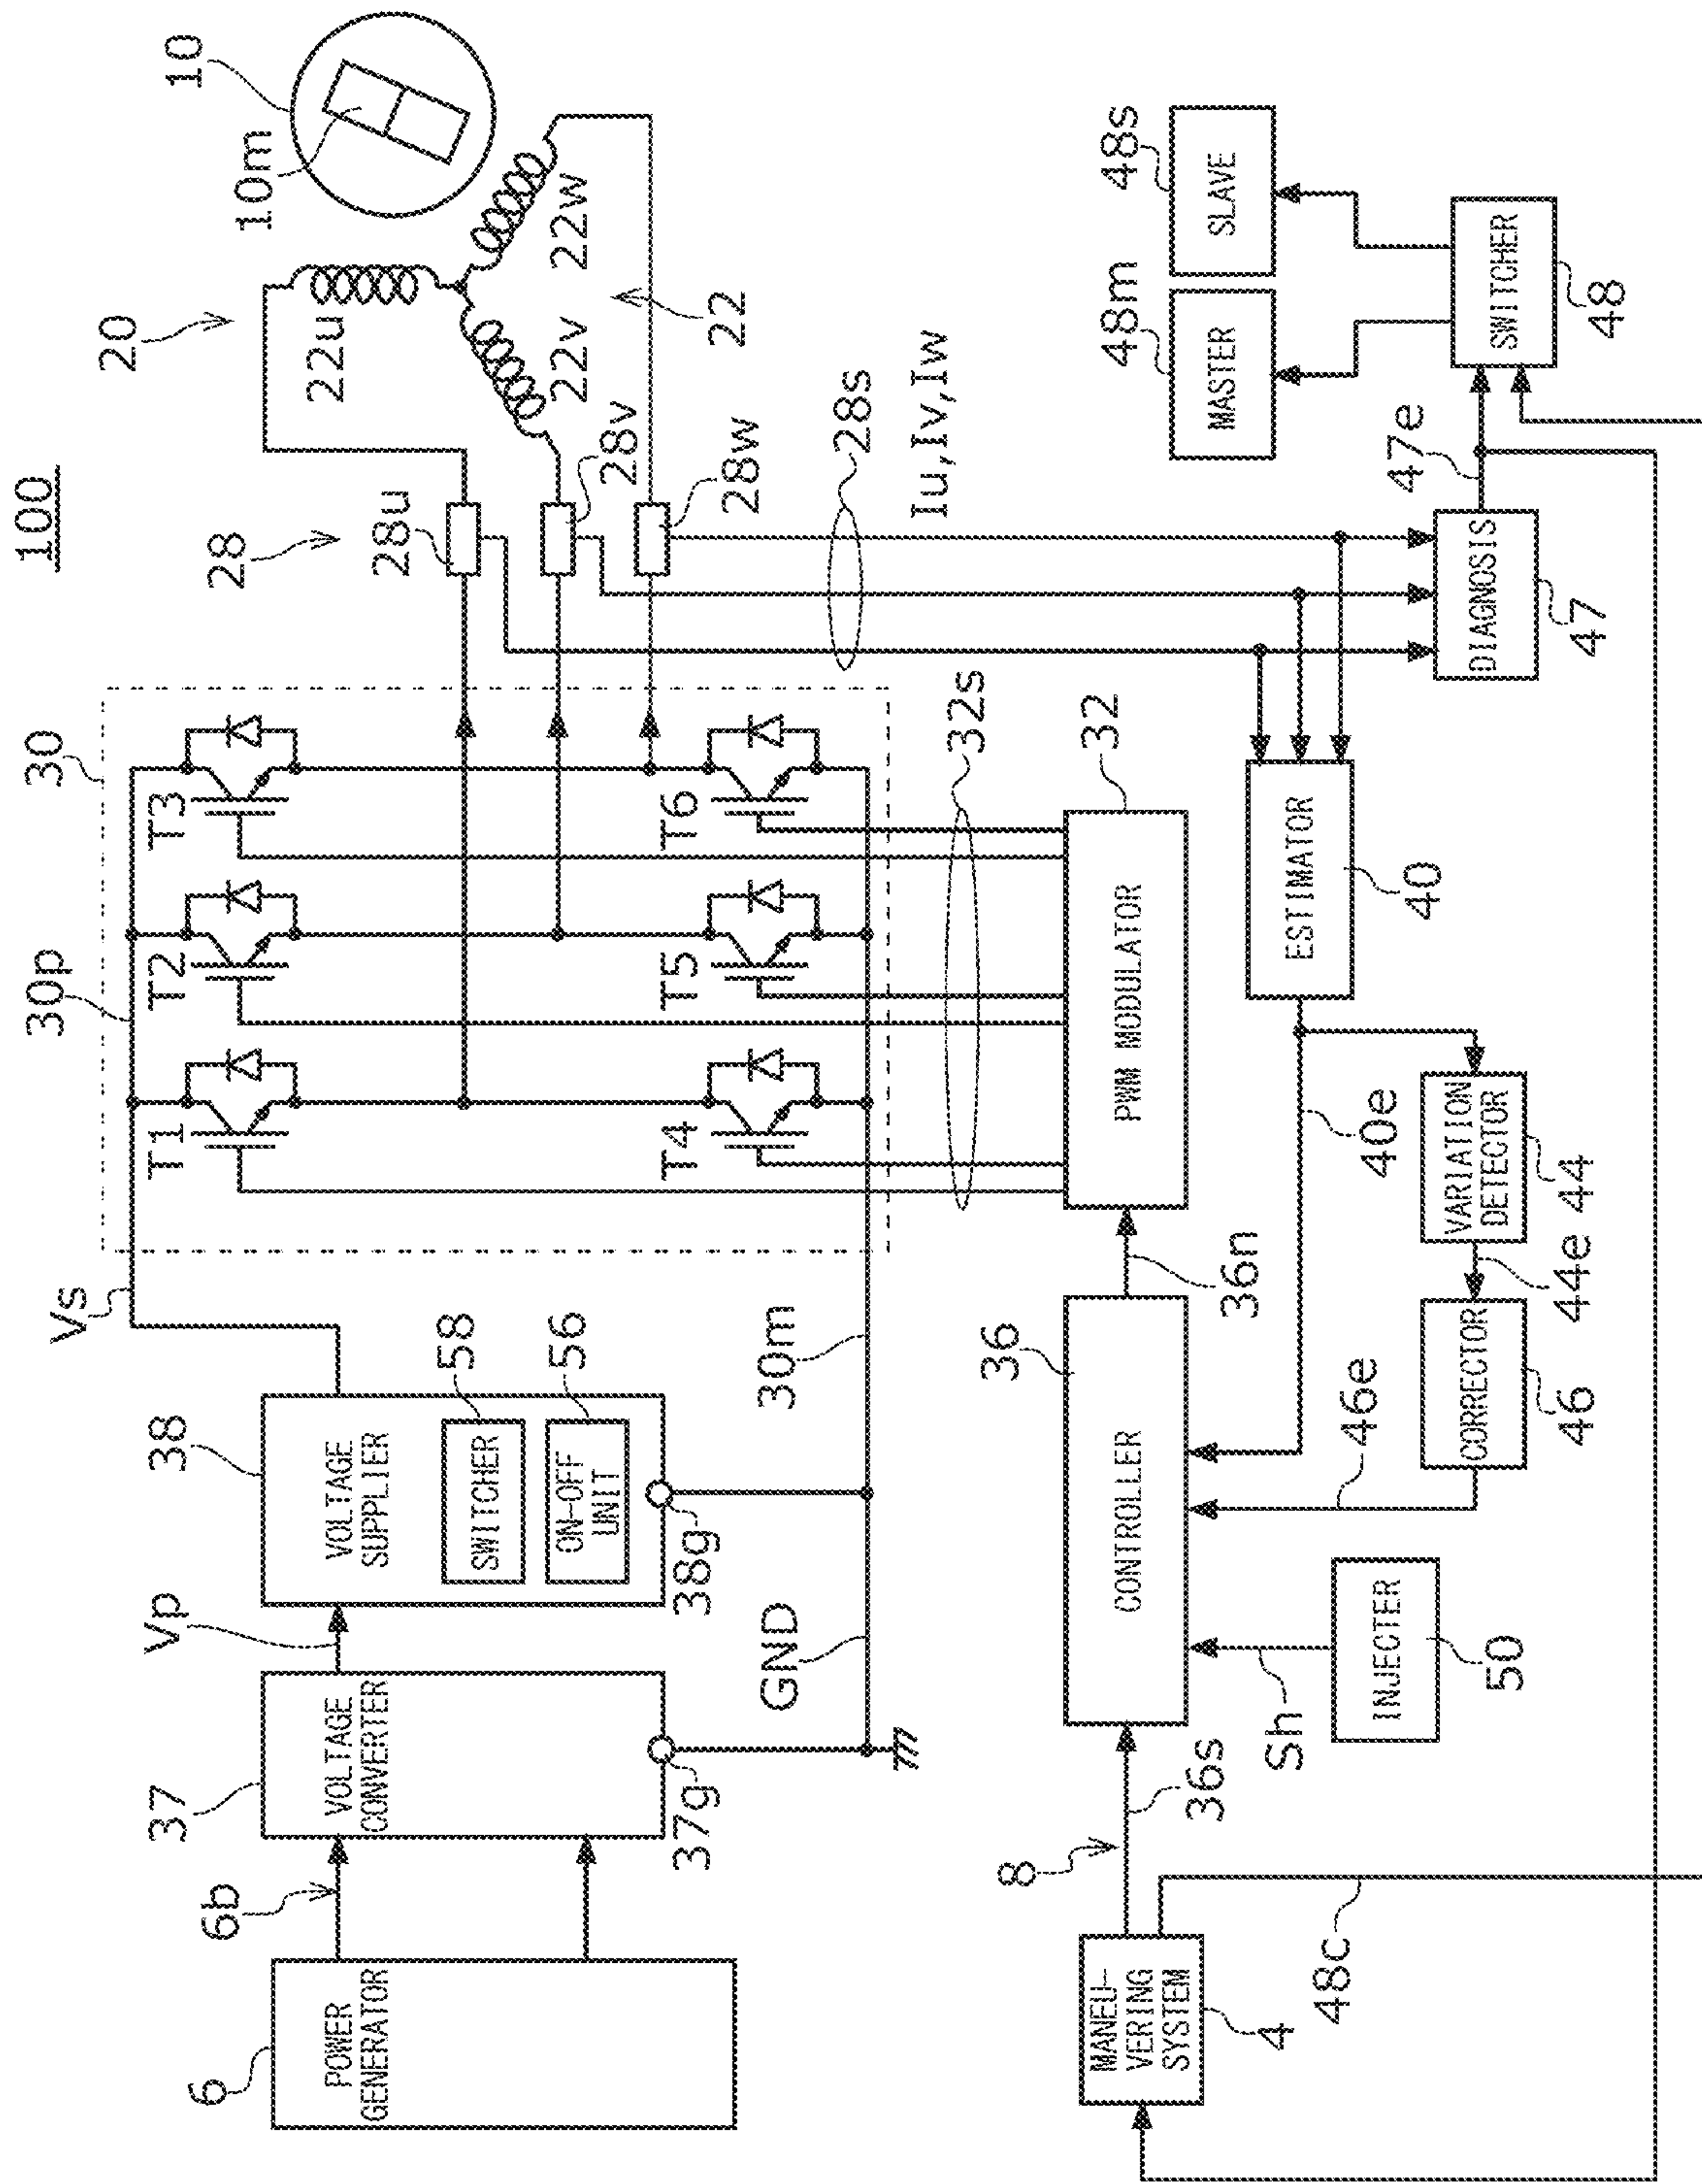 100
20
10
10m
22u
22v
22w
22
28
28u
28v
28w
28s
Iu,Iv,Iw
30
30p
T1
T2
T3
T4
T5
T6
Vs
30m
GND
38
VOLTAGE
SUPPLIER
58
SWITCHER
56
ON-OFF
UNIT
38g
Vp
37
VOLTAGE
CONVERTER
37g
6b
6
POWER
GENERATOR
32s
32
PWM MODULATOR
36n
36
CONTROLLER
36s
8
MANEU-
VERING
SYSTEM
4
48c
Sh
INJECTER
50
46e
CORRECTOR
46
44e
VARIATION
DETECTOR
44
40e
ESTIMATOR
40
DIAGNOSIS
47
47e
SWITCHER
48
MASTER
48m
SLAVE
48s